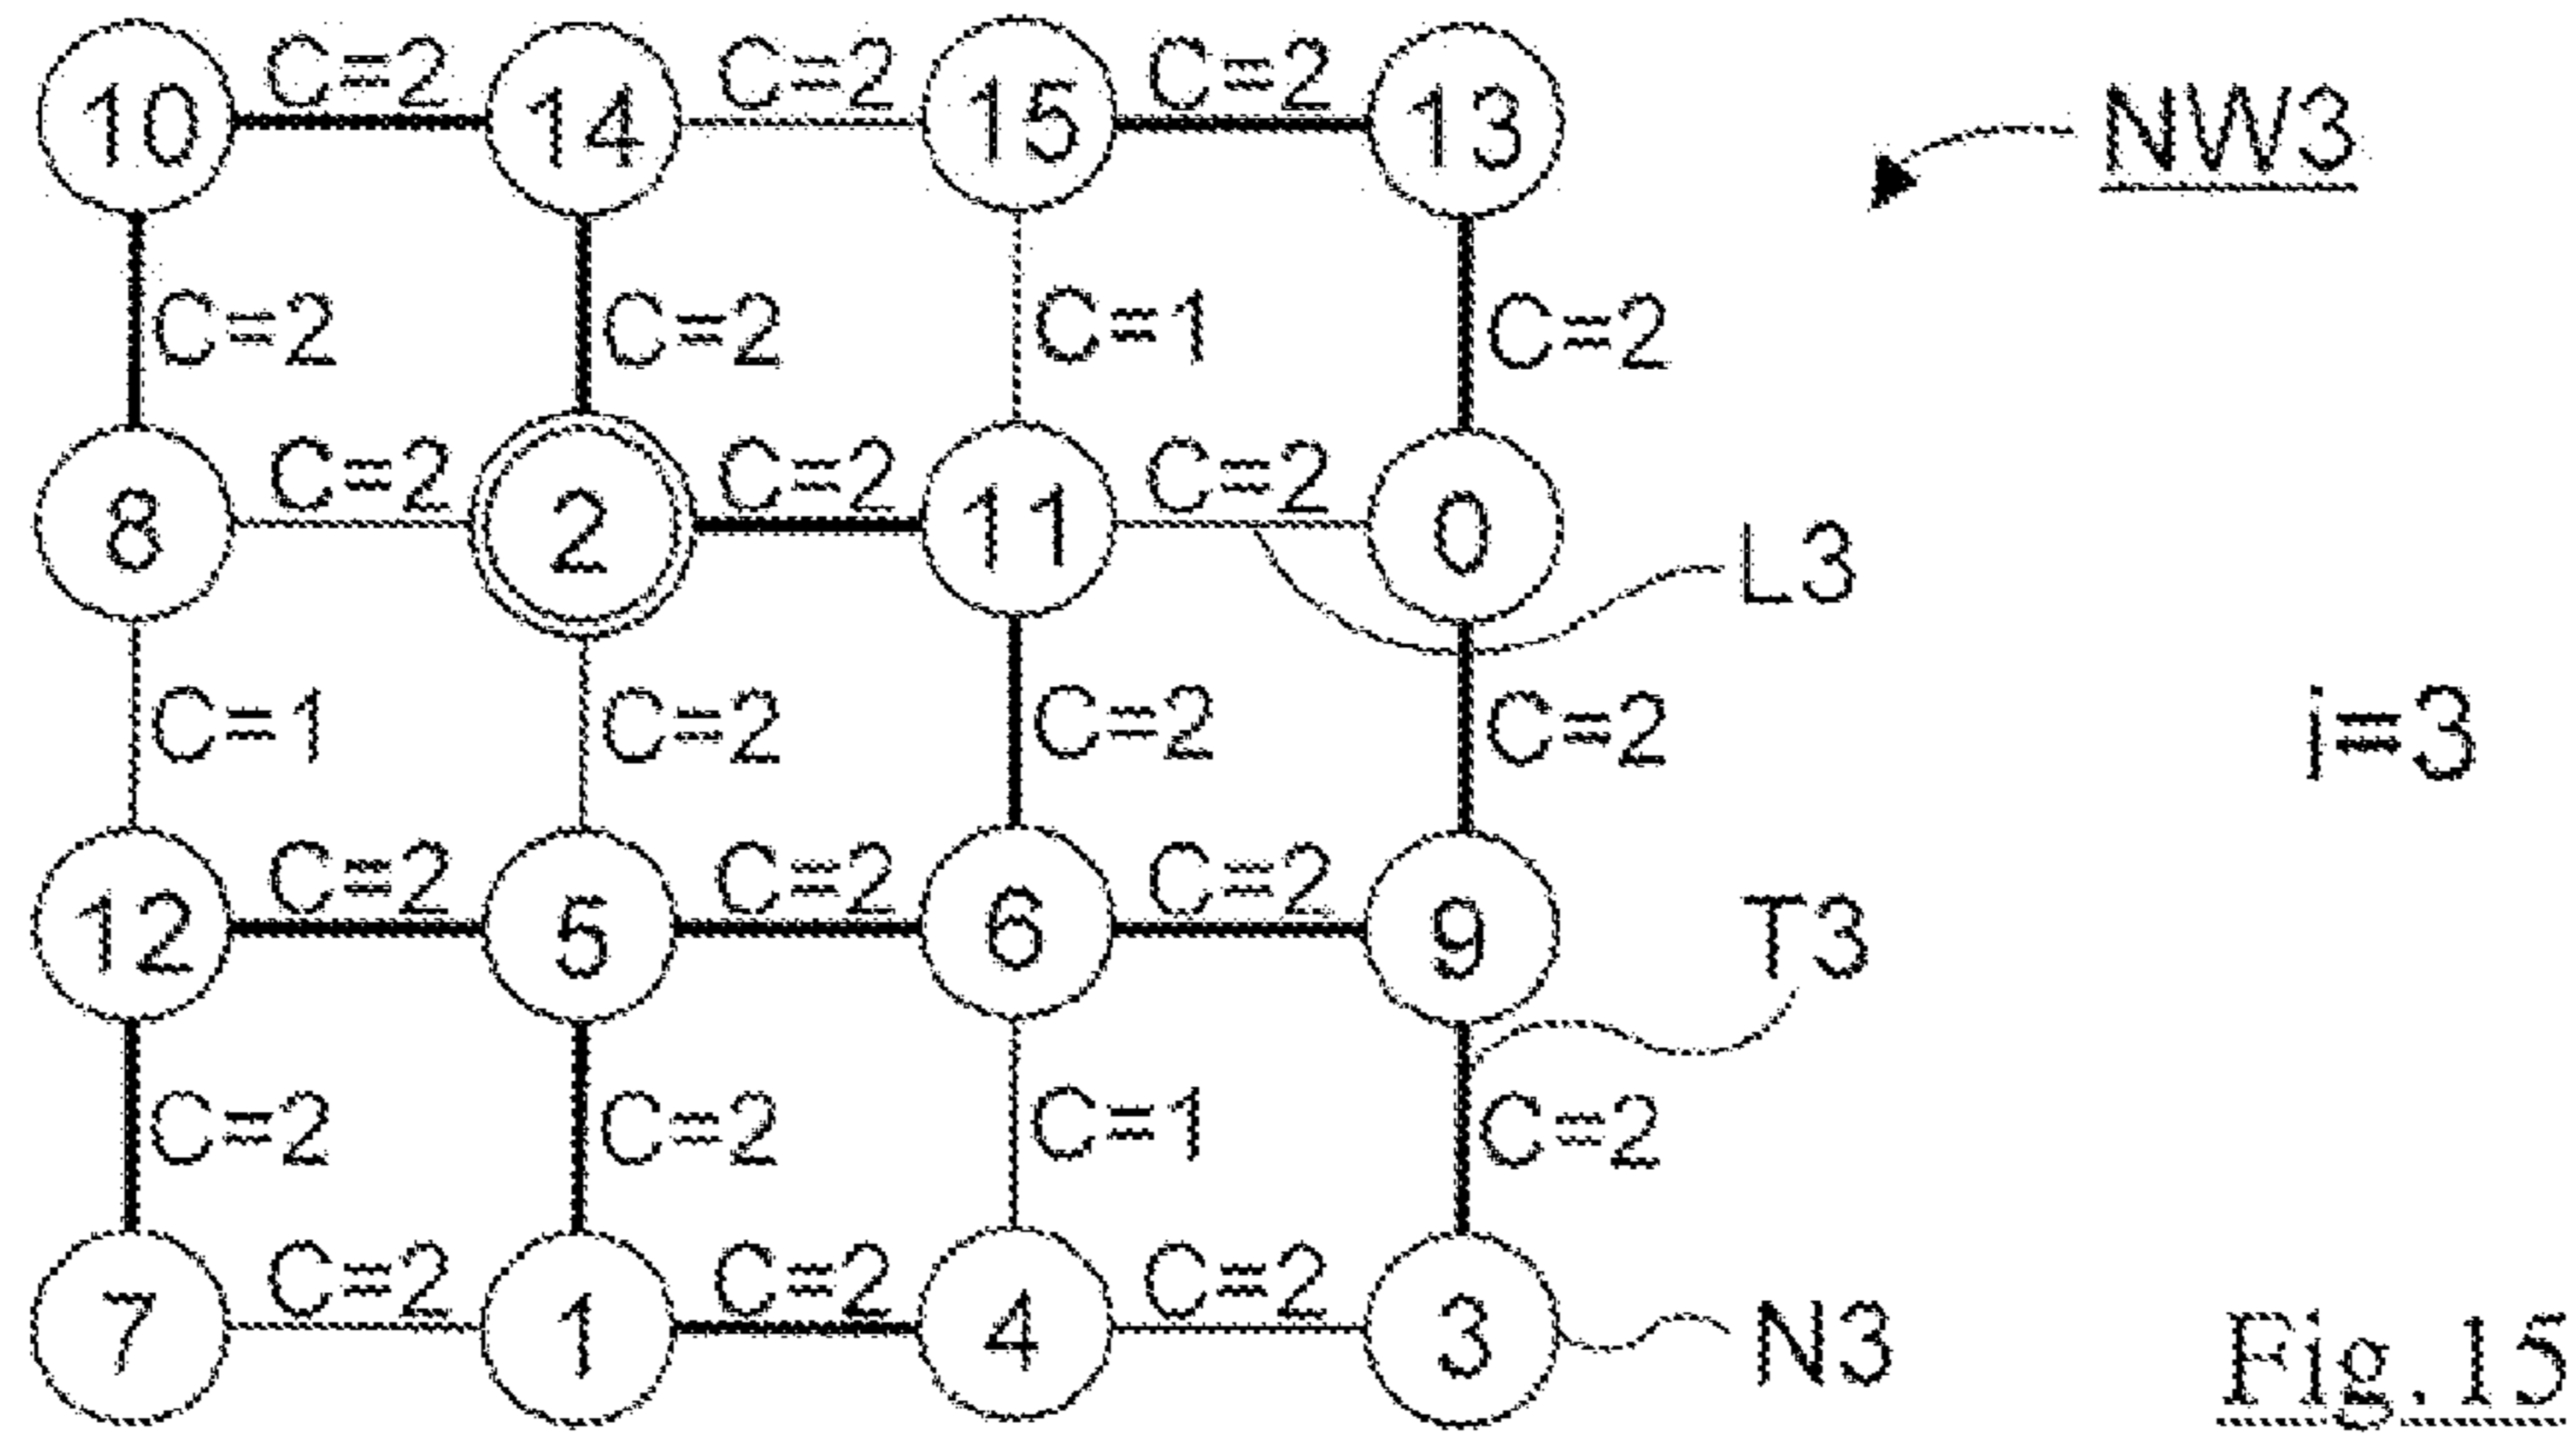 C=2 C=2 C=2
10 14 15 13 NW3
C=2 C=2 C=1 C=2
C=2 C=2 C=2
8 2 11 0 L3
C=1 C=2 C=2 C=2 i=3
C=2 C=2 C=2
12 5 6 9 T3
C=2 C=2 C=1 C=2
C=2 C=2 C=2
7 1 4 3 N3
Fig.15